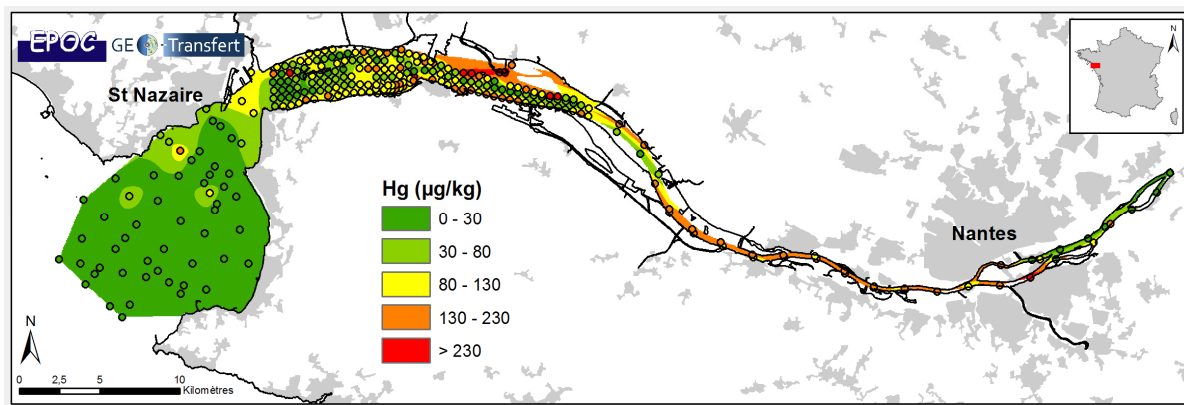 EPOC
GE Transfert
St Nazaire
Nantes
Hg (µg/kg)
0 - 30
30 - 80
80 - 130
130 - 230
> 230
N
0 2,5 5 10
Kilomètres
N